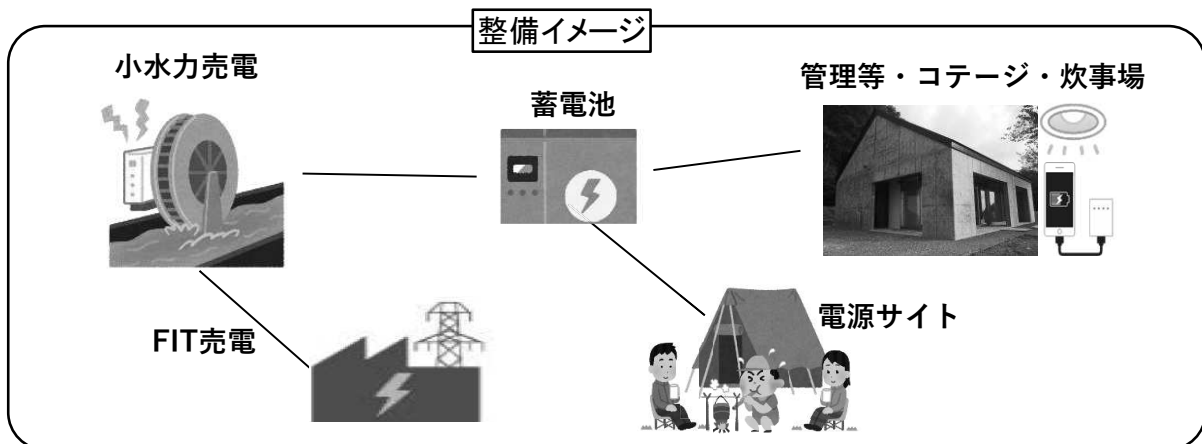 整備イメージ
小水力売電
蓄電池
管理等・コテージ・炊事場
FIT売電
電源サイト